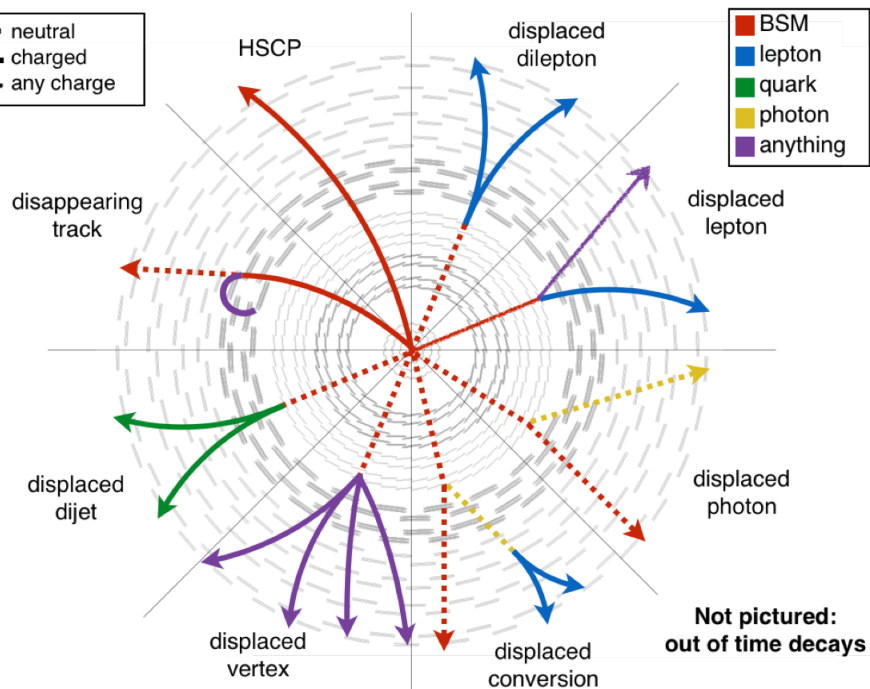 neutral
charged
any charge
HSCP
displaced
dilepton
BSM
lepton
quark
photon
anything
disappearing
track
displaced
lepton
displaced
dijet
displaced
photon
displaced
vertex
displaced
conversion
Not pictured:
out of time decays